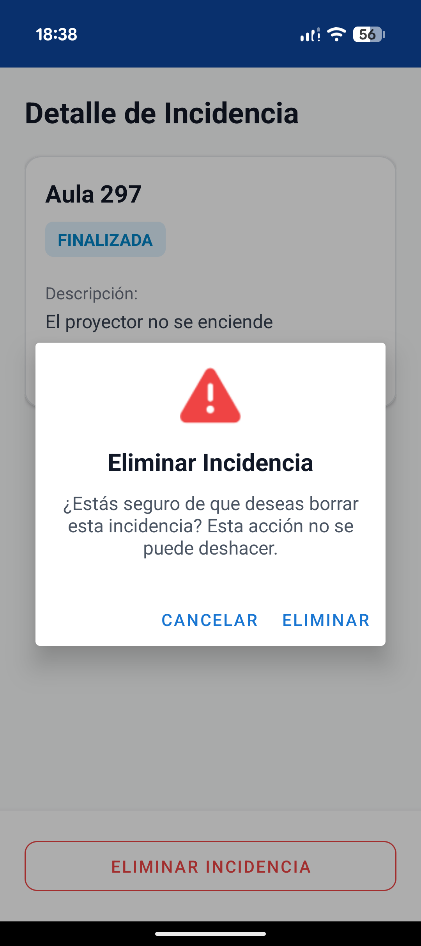 18:38
56
Detalle de Incidencia
Aula 297
FINALIZADA
Descripción:
El proyector no se enciende
Eliminar Incidencia
¿Estás seguro de que deseas borrar
esta incidencia? Esta acción no se
puede deshacer.
CANCELAR ELIMINAR
ELIMINAR INCIDENCIA